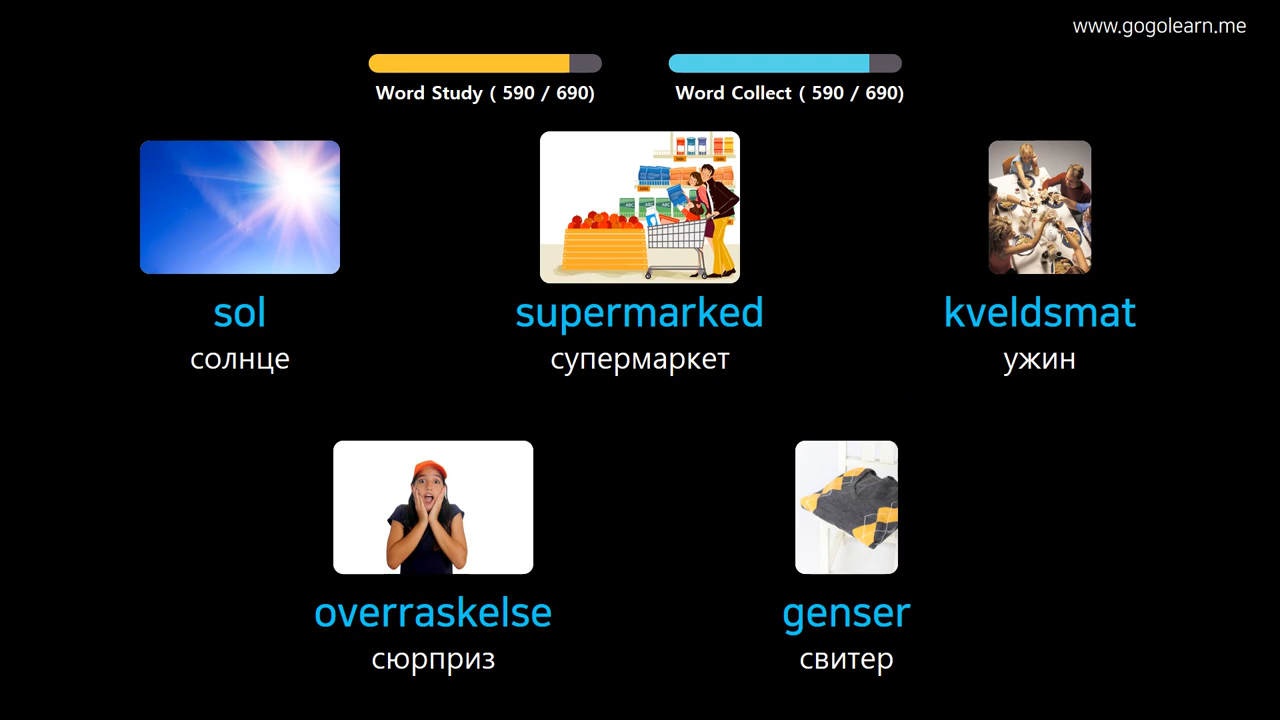 www.gogolearn.me
Word Study ( 590 / 690)
Word Collect ( 590 / 690)
sol
солнце
supermarked
супермаркет
kveldsmat
ужин
overraskelse
сюрприз
genser
свитер